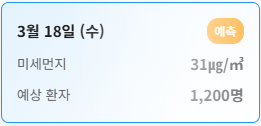 3월 18일 (수) 예측
미세먼지 31㎍/㎥
예상 환자 1,200명